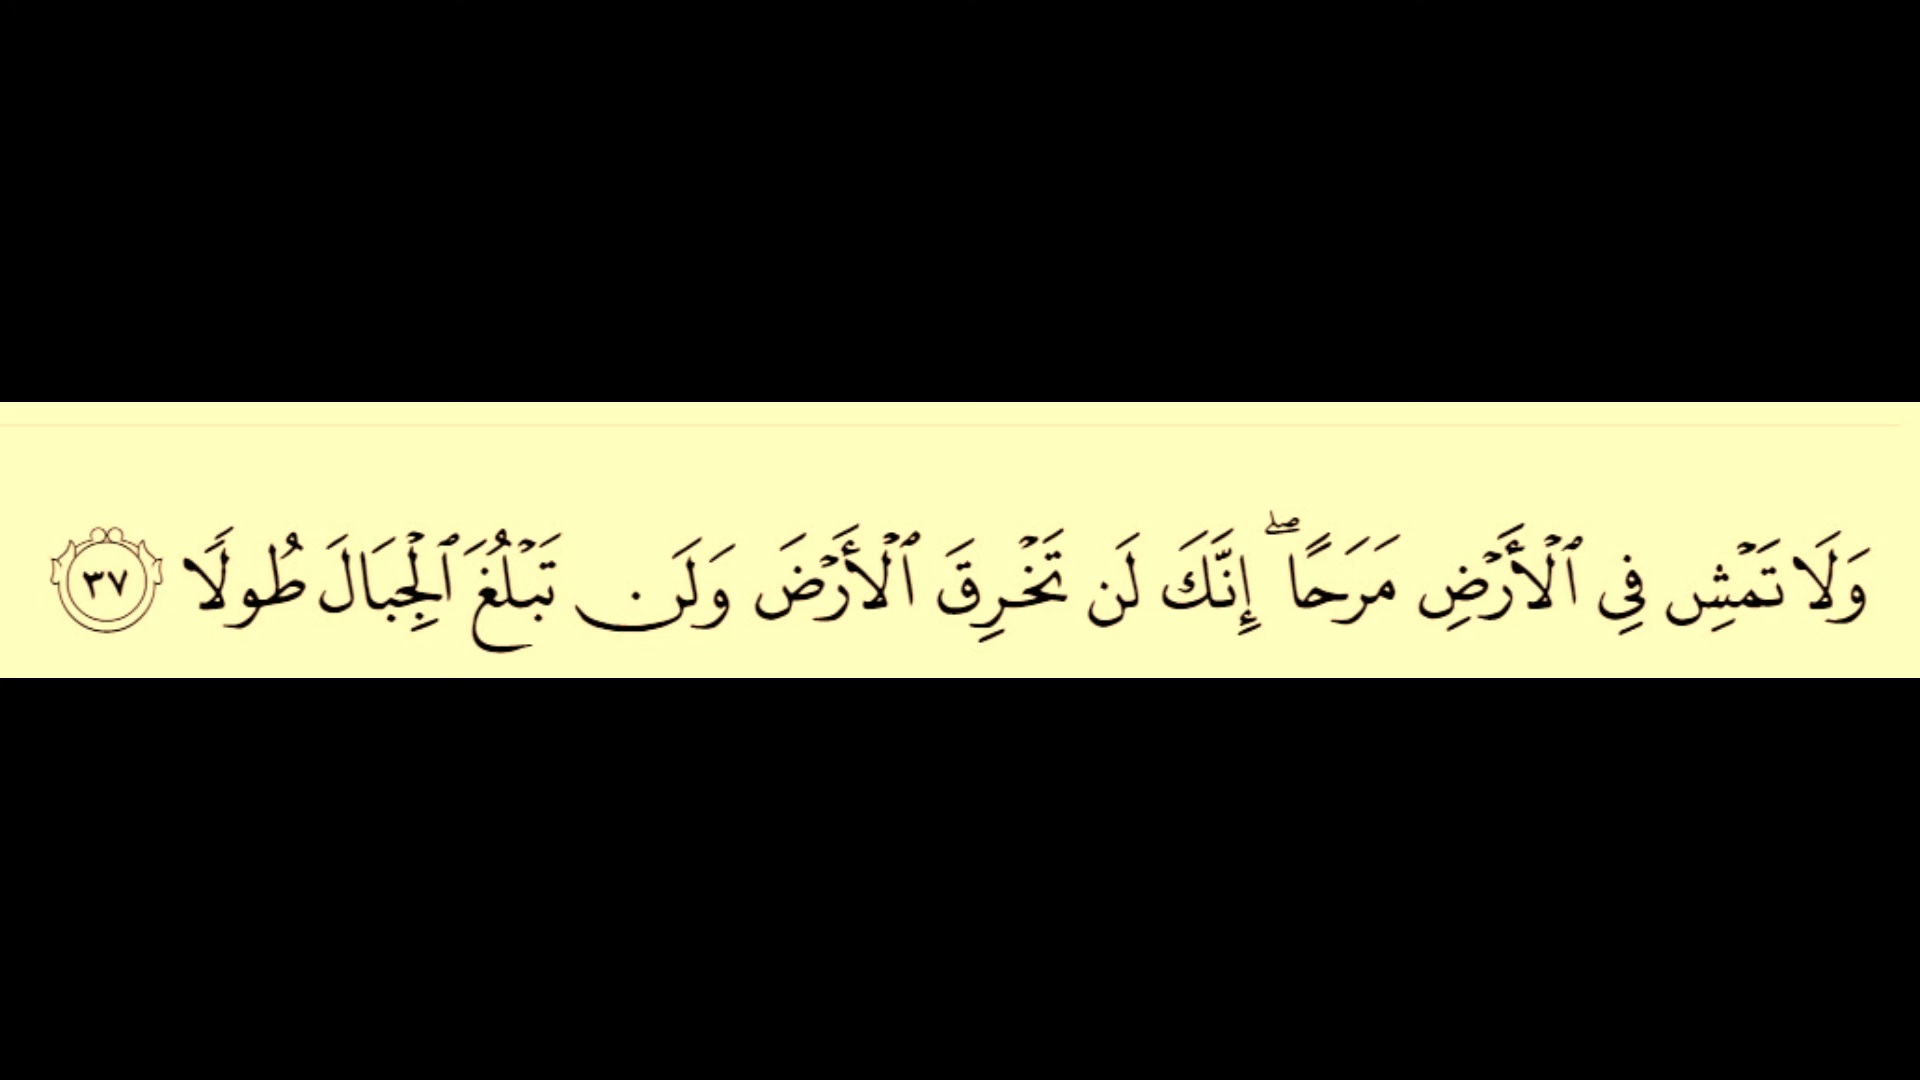 وَلَا تَمْشِ فِى ٱلْأَرْضِ مَرَحًا ۖ إِنَّكَ لَن تَخْرِقَ ٱلْأَرْضَ وَلَن تَبْلُغَ ٱلْجِبَالَ طُولًا ٣٧